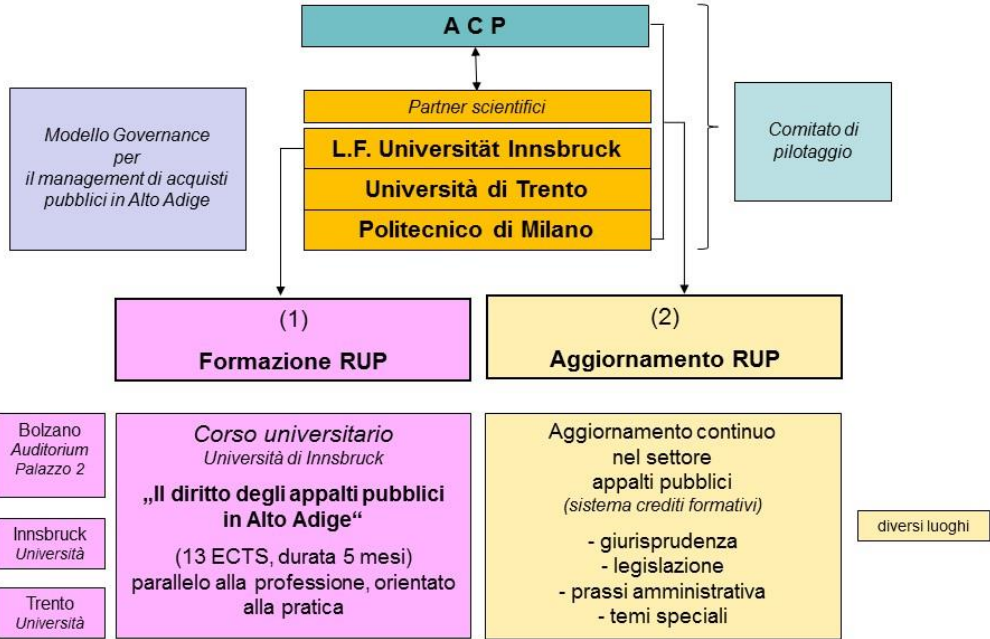 A C P
Partner scientifici
L.F. Universität Innsbruck
Università di Trento
Politecnico di Milano
Modello Governance
per
il management di acquisti
pubblici in Alto Adige
Comitato di
pilotaggio
(1)
Formazione RUP
(2)
Aggiornamento RUP
Bolzano
Auditorium
Palazzo 2
Innsbruck
Università
Trento
Università
Corso universitario
Università di Innsbruck
„Il diritto degli appalti pubblici
in Alto Adige“
(13 ECTS, durata 5 mesi)
parallelo alla professione, orientato
alla pratica
Aggiornamento continuo
nel settore
appalti pubblici
(sistema crediti formativi)
- giurisprudenza
- legislazione
- prassi amministrativa
- temi speciali
diversi luoghi